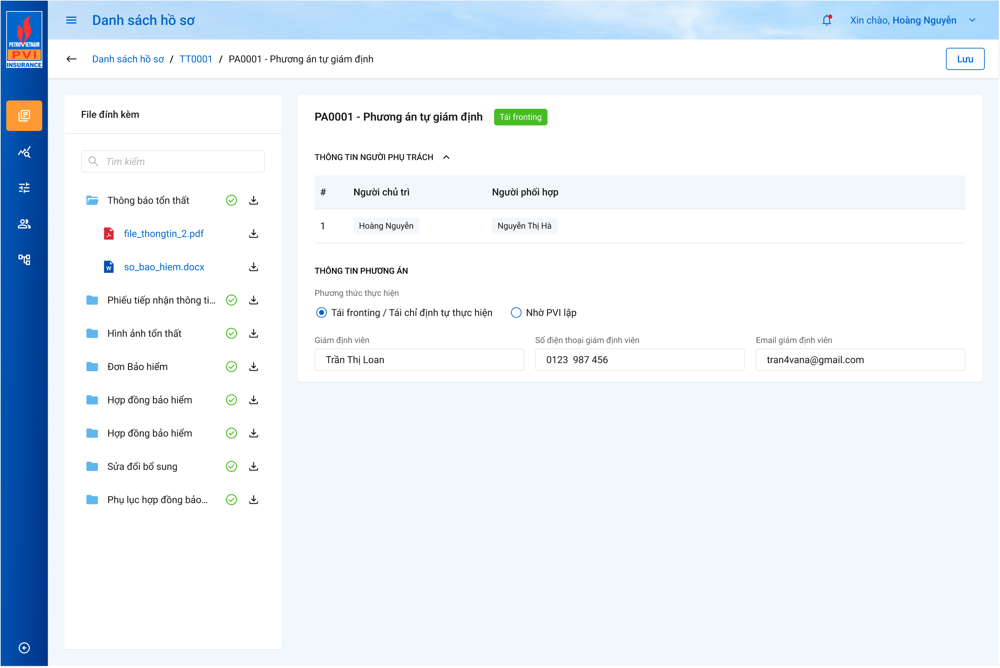 PETROVIETNAM
PVI
INSURANCE
Danh sách hồ sơ
Xin chào, Hoàng Nguyễn
Danh sách hồ sơ / TT0001 / PA0001 - Phương án tự giám định
Lưu
File đính kèm
Tìm kiếm
Thông báo tổn thất
file_thongtin_2.pdf
W so_bao_hiem.docx
Phiếu tiếp nhận thông ti...
Hình ảnh tổn thất
Đơn Bảo hiểm
Hợp đồng bảo hiểm
Hợp đồng bảo hiểm
Sửa đổi bổ sung
Phụ lục hợp đồng bảo...
PA0001 - Phương án tự giám định Tái fronting
THÔNG TIN NGƯỜI PHỤ TRÁCH
# Người chủ trì Người phối hợp
1 Hoàng Nguyễn Nguyễn Thị Hà
THÔNG TIN PHƯƠNG ÁN
Phương thức thực hiện
Tái fronting / Tái chỉ định tự thực hiện Nhờ PVI lập
Giám định viên Số điện thoại giám định viên Email giám định viên
Trần Thị Loan 0123 987 456 tran4vana@gmail.com